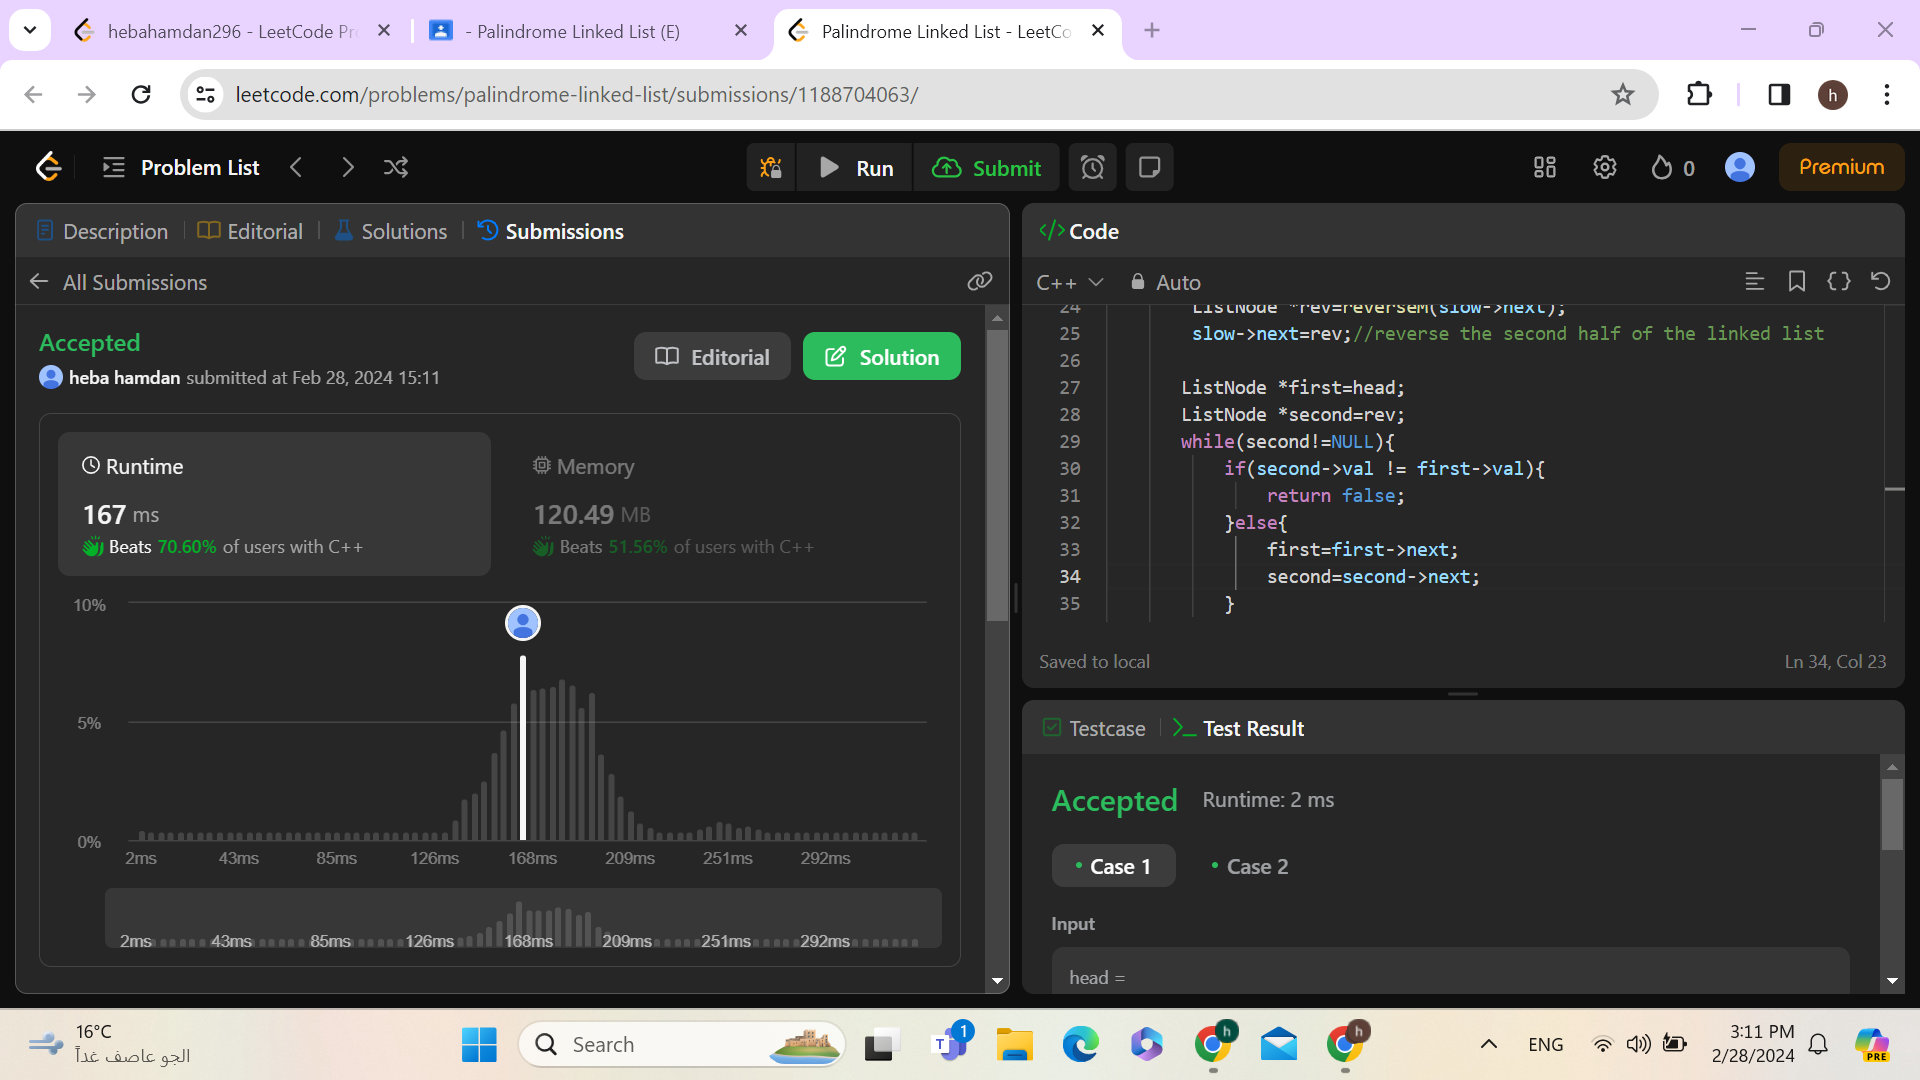 hebahamdan296 - LeetCode Pr
- Palindrome Linked List (E)
Palindrome Linked List - LeetCo
leetcode.com/problems/palindrome-linked-list/submissions/1188704063/
h
Problem List
Run
Submit
0
Premium
Description
Editorial
Solutions
Submissions
All Submissions
Accepted
heba hamdan submitted at Feb 28, 2024 15:11
Editorial
Solution
Runtime
167 ms
Beats 70.60% of users with C++
Memory
120.49 MB
Beats 51.56% of users with C++
10%
5%
0%
2ms 43ms 85ms 126ms 168ms 209ms 251ms 292ms
2ms 43ms 85ms 126ms 168ms 209ms 251ms 292ms
</> Code
C++
Auto
24 ListNode *rev=reverseM(slow->next);
25 slow->next=rev;//reverse the second half of the linked list
26
27 ListNode *first=head;
28 ListNode *second=rev;
29 while(second!=NULL){
30 if(second->val != first->val){
31 return false;
32 }else{
33 first=first->next;
34 second=second->next;
35 }
Saved to local
Ln 34, Col 23
Testcase
Test Result
Accepted
Runtime: 2 ms
Case 1
Case 2
Input
head =
16°C
الجو عاصف غداً
Search
T
1
h
h
ENG
3:11 PM
2/28/2024
PRE